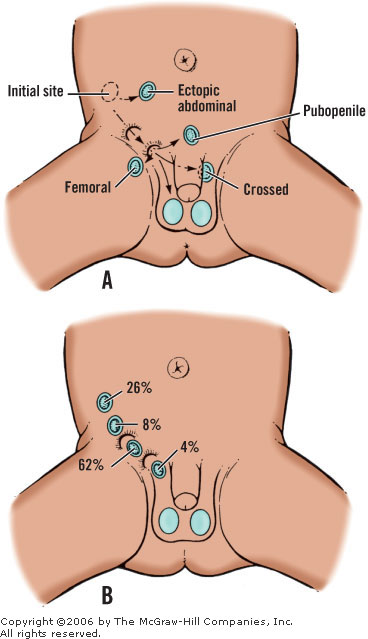 Initial site
Ectopic
abdominal
Pubopenile
Femoral
Crossed
A
26%
8%
62%
4%
B
Copyright ©2006 by The McGraw-Hill Companies, Inc.
All rights reserved.